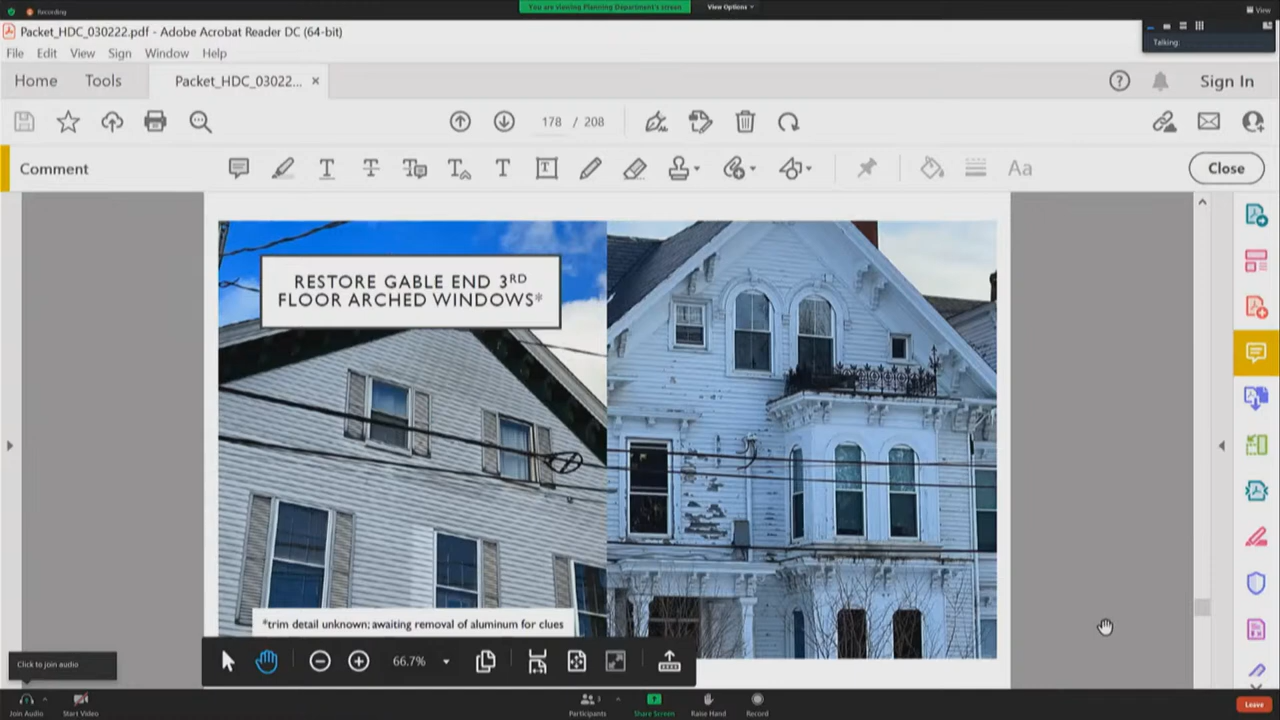 Recording
You are viewing Planning Department's screen
View Options
View
Packet_HDC_030222.pdf - Adobe Acrobat Reader DC (64-bit)
Talking:
File Edit View Sign Window Help
Home Tools Packet_HDC_03022... × Sign In
178 / 208
Comment Aa Close
RESTORE GABLE END 3RD
FLOOR ARCHED WINDOWS*
*trim detail unknown; awaiting removal of aluminum for clues
66.7%
Click to join audio
Join Audio Start Video Participants 3 Share Screen Raise Hand Record Leave